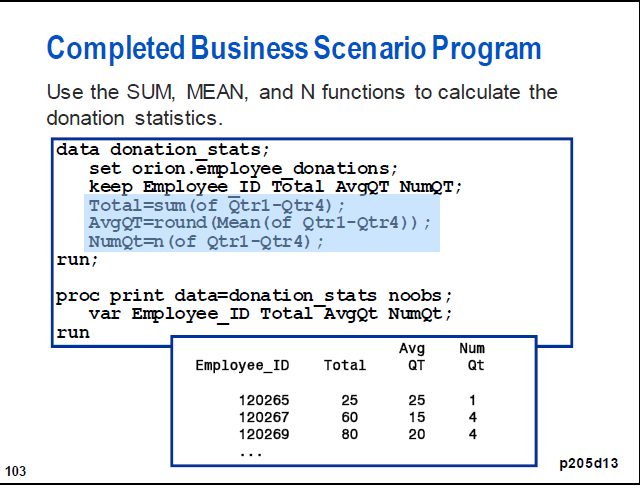 Completed Business Scenario Program
Use the SUM, MEAN, and N functions to calculate the
donation statistics.
data donation_stats;
   set orion.employee_donations;
   keep Employee_ID Total AvgQT NumQT;
   Total=sum(of Qtr1-Qtr4);
   AvgQT=round(Mean(of Qtr1-Qtr4));
   NumQt=n(of Qtr1-Qtr4);
run;
proc print data=donation_stats noobs;
   var Employee_ID Total AvgQt NumQt;
run
Avg Num
Employee_ID Total QT Qt
120265 25 25 1
120267 60 15 4
120269 80 20 4
...
103
p205d13